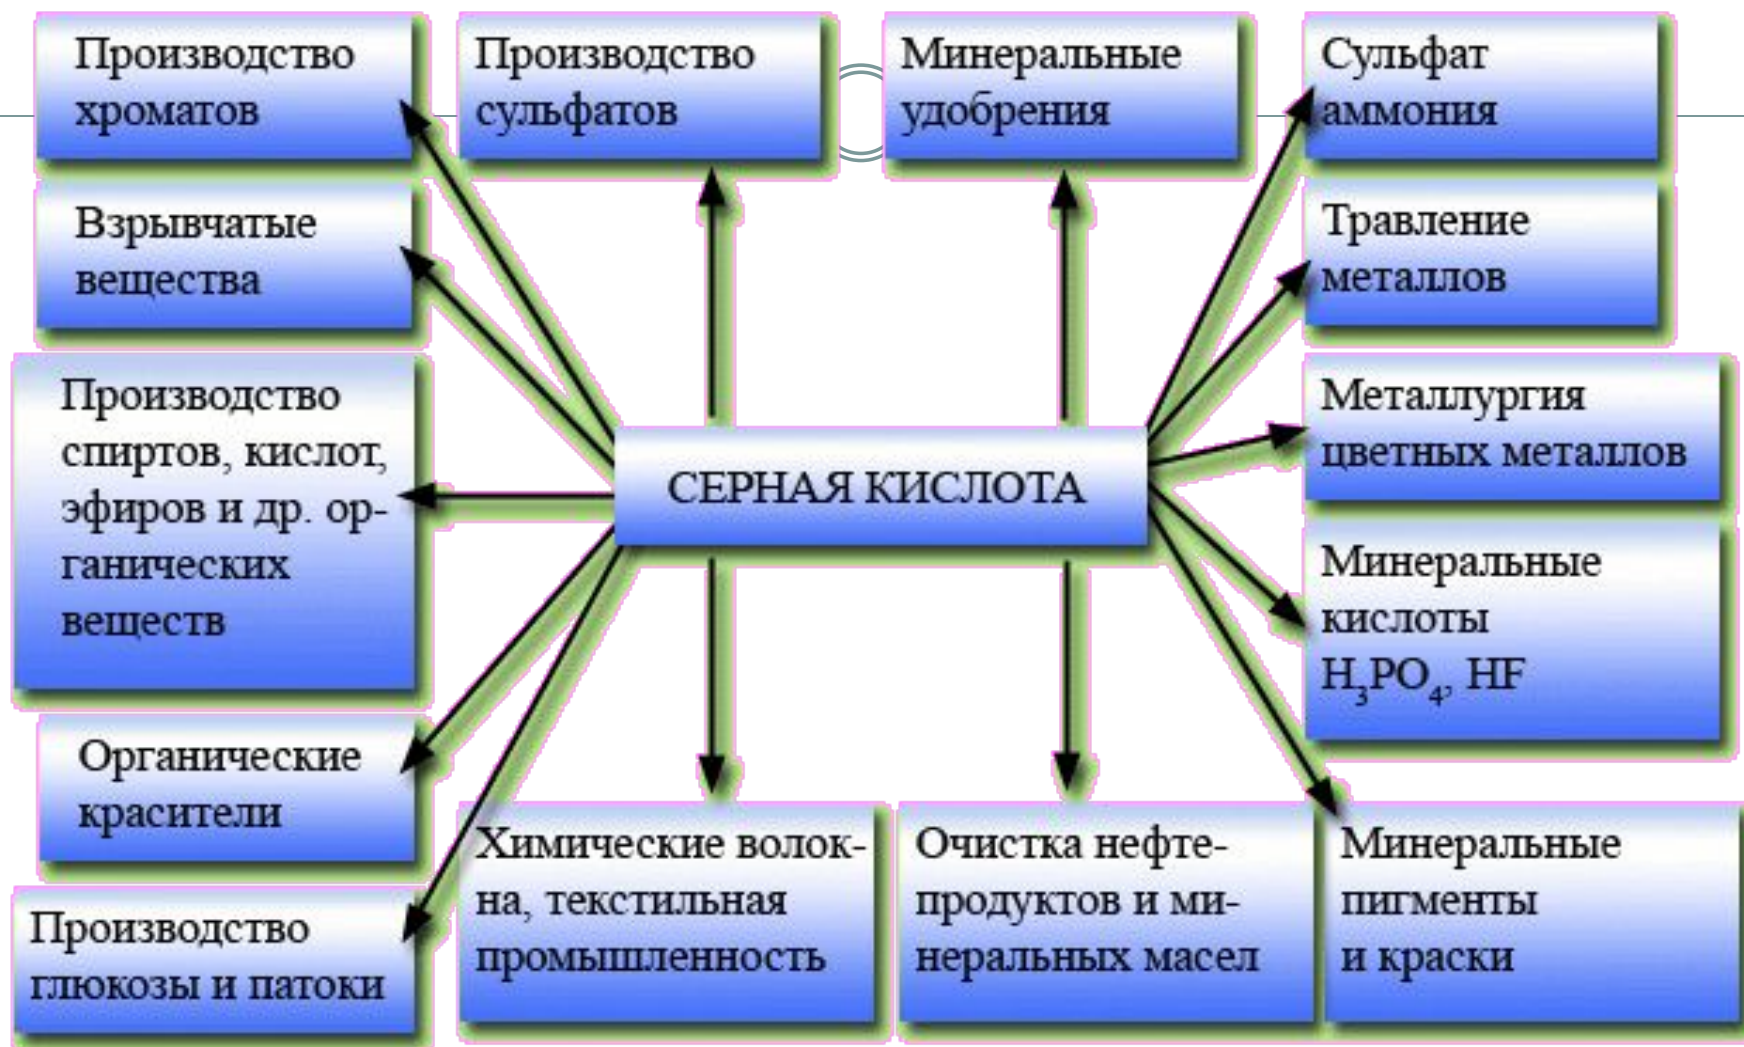 Производство
хроматов
Производство
сульфатов
Минеральные
удобрения
Сульфат
аммония
Взрывчатые
вещества
Травление
металлов
Производство
спиртов, кислот,
эфиров и др. ор-
ганических
веществ
Металлургия
цветных металлов
СЕРНАЯ КИСЛОТА
Минеральные
кислоты
H₃PO₄, HF
Органические
красители
Производство
глюкозы и патоки
Химические волок-
на, текстильная
промышленность
Очистка нефте-
продуктов и ми-
неральных масел
Минеральные
пигменты
и краски